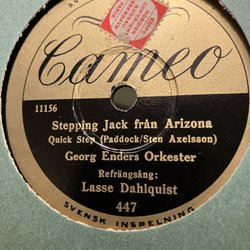 Cameo
11156
Stepping Jack från Arizona
Quick Step (Paddock/Sten Axelsson)
Georg Enders Orkester
Refrängsång:
Lasse Dahlquist
447
SVENSK INSPELNING